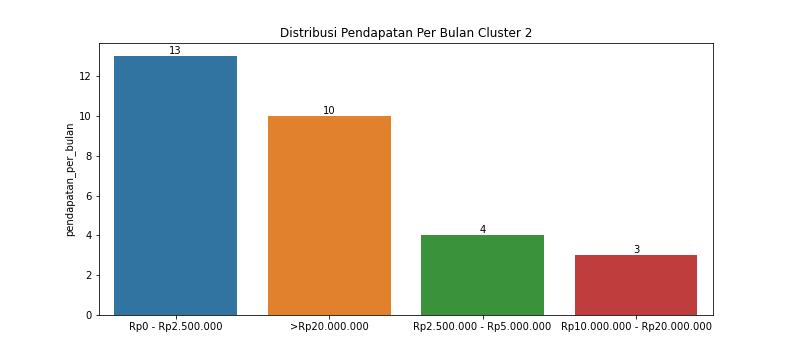 Distribusi Pendapatan Per Bulan Cluster 2
13
10
4
3
pendapatan_per_bulan
12
10
8
6
4
2
0
Rp0 - Rp2.500.000
>Rp20.000.000
Rp2.500.000 - Rp5.000.000
Rp10.000.000 - Rp20.000.000